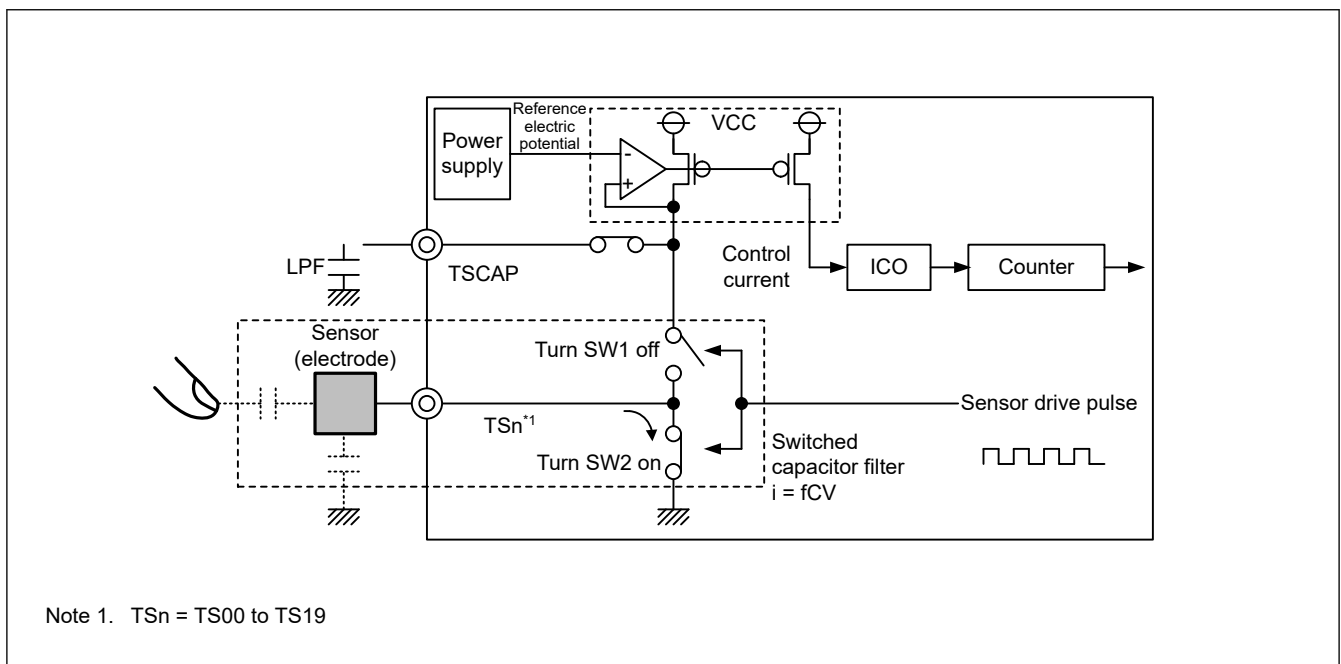 Power
supply
Reference
electric
potential
VCC
-
+
LPF
TSCAP
Control
current
ICO
Counter
Sensor
(electrode)
Turn SW1 off
TSn*1
Turn SW2 on
Sensor drive pulse
Switched
capacitor filter
i = fCV
Note 1. TSn = TS00 to TS19